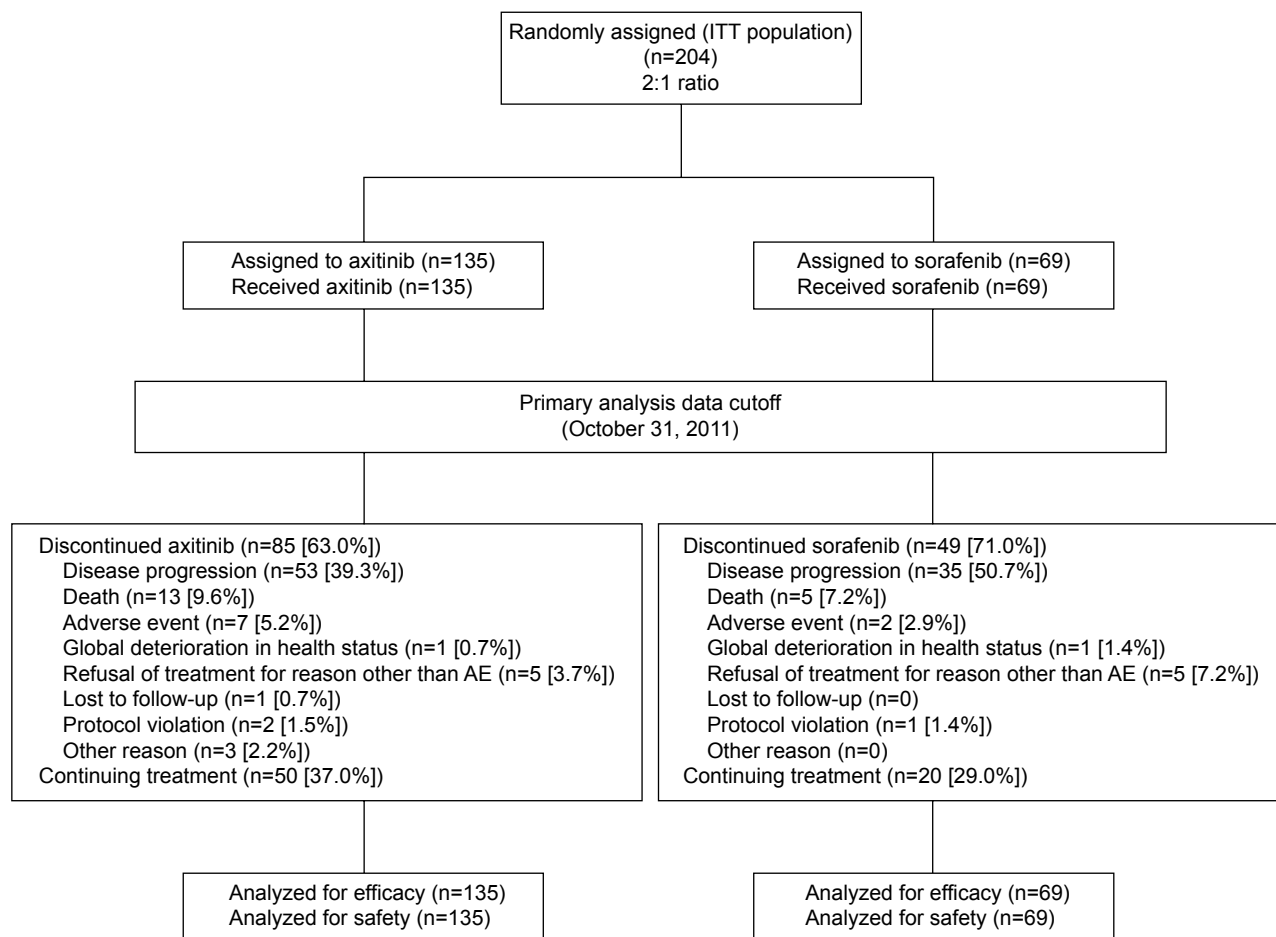 Randomly assigned (ITT population)
(n=204)
2:1 ratio
Assigned to axitinib (n=135)
Received axitinib (n=135)
Assigned to sorafenib (n=69)
Received sorafenib (n=69)
Primary analysis data cutoff
(October 31, 2011)
Discontinued axitinib (n=85 [63.0%])
Disease progression (n=53 [39.3%])
Death (n=13 [9.6%])
Adverse event (n=7 [5.2%])
Global deterioration in health status (n=1 [0.7%])
Refusal of treatment for reason other than AE (n=5 [3.7%])
Lost to follow-up (n=1 [0.7%])
Protocol violation (n=2 [1.5%])
Other reason (n=3 [2.2%])
Continuing treatment (n=50 [37.0%])
Discontinued sorafenib (n=49 [71.0%])
Disease progression (n=35 [50.7%])
Death (n=5 [7.2%])
Adverse event (n=2 [2.9%])
Global deterioration in health status (n=1 [1.4%])
Refusal of treatment for reason other than AE (n=5 [7.2%])
Lost to follow-up (n=0)
Protocol violation (n=1 [1.4%])
Other reason (n=0)
Continuing treatment (n=20 [29.0%])
Analyzed for efficacy (n=135)
Analyzed for safety (n=135)
Analyzed for efficacy (n=69)
Analyzed for safety (n=69)